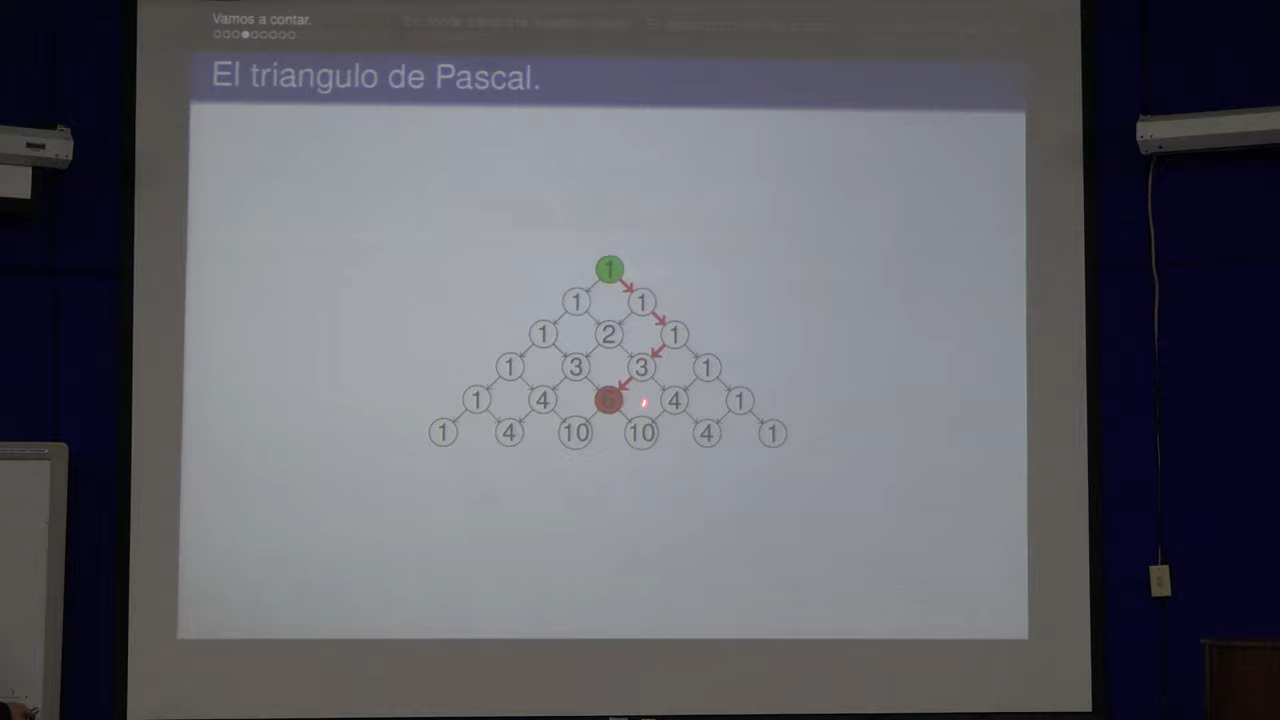 Vamos a contar.
El triangulo de Pascal.
1
1 1
1 2 1
1 3 3 1
1 4 6 4 1
1 4 10 10 4 1